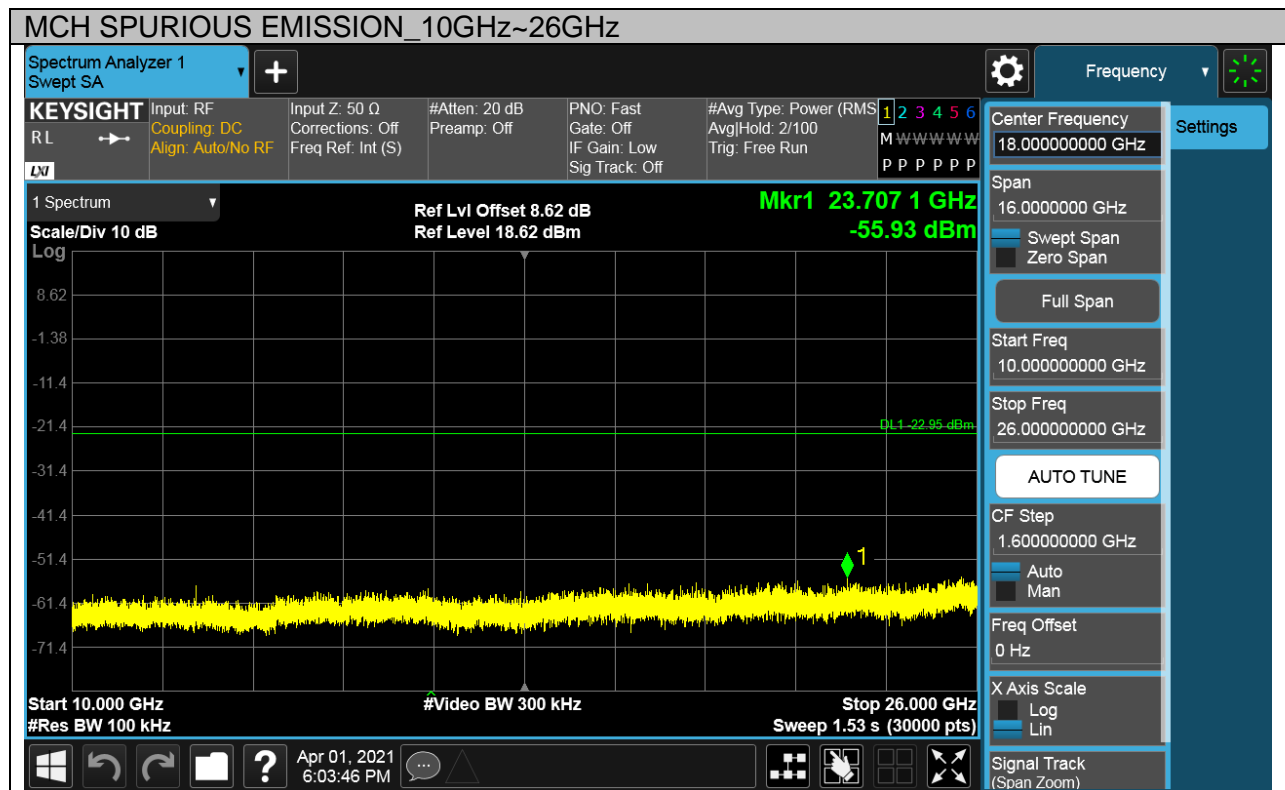 MCH SPURIOUS EMISSION_10GHz~26GHz
Spectrum Analyzer 1
Swept SA
Frequency
KEYSIGHT
RL
LXI
Input: RF
Coupling: DC
Align: Auto/No RF
Input Z: 50 Ω
Corrections: Off
Freq Ref: Int (S)
#Atten: 20 dB
Preamp: Off
PNO: Fast
Gate: Off
IF Gain: Low
Sig Track: Off
#Avg Type: Power (RMS
Avg|Hold: 2/100
Trig: Free Run
1 2 3 4 5 6
M W W W W W
P P P P P P
1 Spectrum
Scale/Div 10 dB
Ref Lvl Offset 8.62 dB
Ref Level 18.62 dBm
Mkr1 23.707 1 GHz
-55.93 dBm
Log
8.62
-1.38
-11.4
-21.4
-31.4
-41.4
-51.4
-61.4
-71.4
DL1 -22.95 dBm
1
Start 10.000 GHz
#Res BW 100 kHz
#Video BW 300 kHz
Stop 26.000 GHz
Sweep 1.53 s (30000 pts)
Center Frequency
18.000000000 GHz
Span
16.0000000 GHz
Swept Span
Zero Span
Full Span
Start Freq
10.000000000 GHz
Stop Freq
26.000000000 GHz
AUTO TUNE
CF Step
1.600000000 GHz
Auto
Man
Freq Offset
0 Hz
X Axis Scale
Log
Lin
Signal Track
(Span Zoom)
Settings
?
Apr 01, 2021
6:03:46 PM